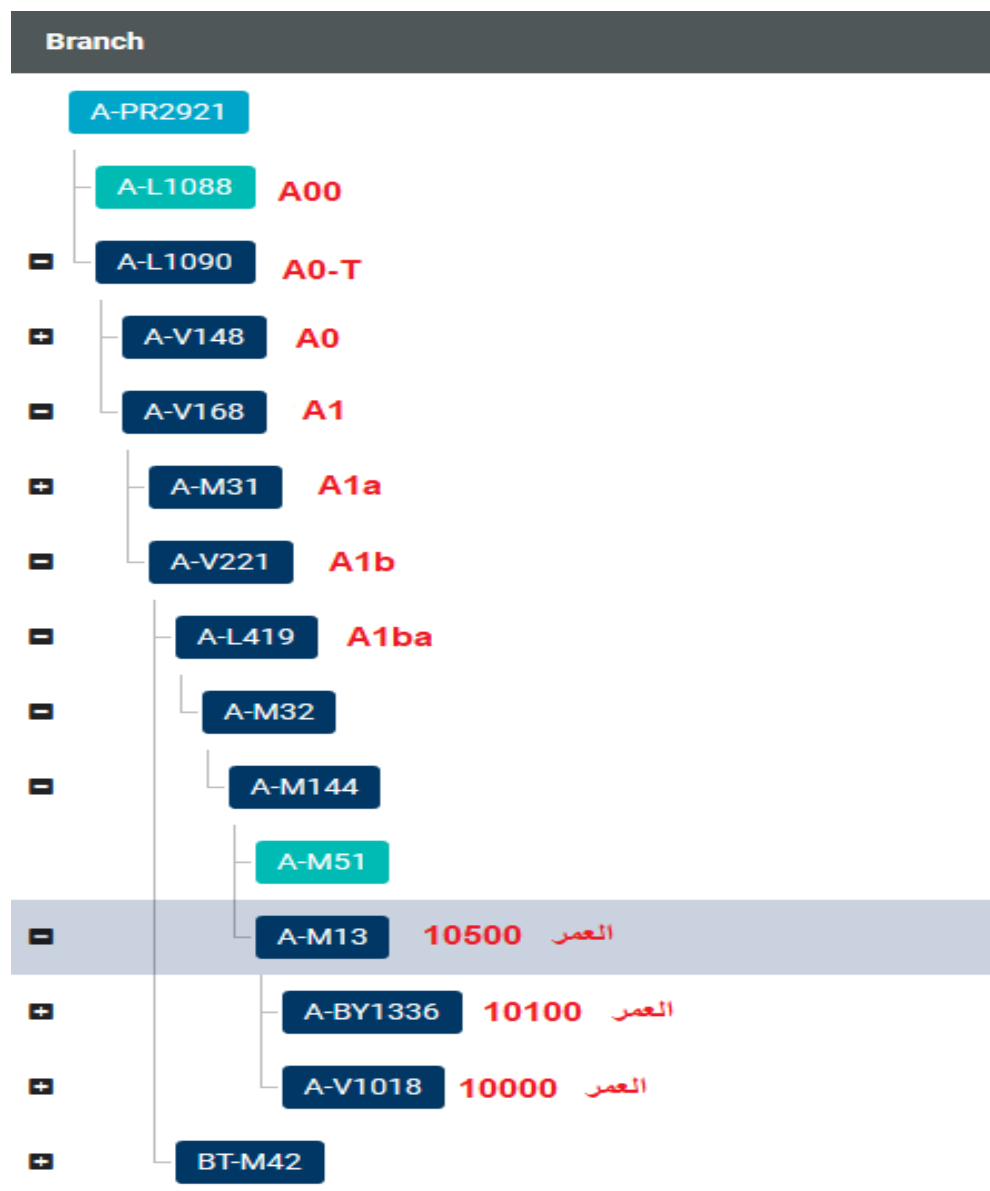 Branch
A-PR2921
A-L1088 A00
A-L1090 A0-T
A-V148 A0
A-V168 A1
A-M31 A1a
A-V221 A1b
A-L419 A1ba
A-M32
A-M144
A-M51
A-M13 10500 العمر
A-BY1336 10100 العمر
A-V1018 10000 العمر
BT-M42